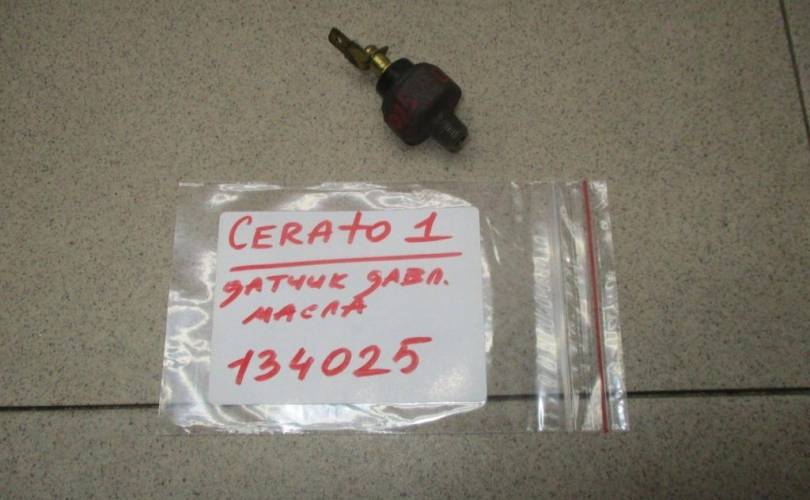 CERATO 1
ДАТЧИК ДАВЛ.
МАСЛА
134025